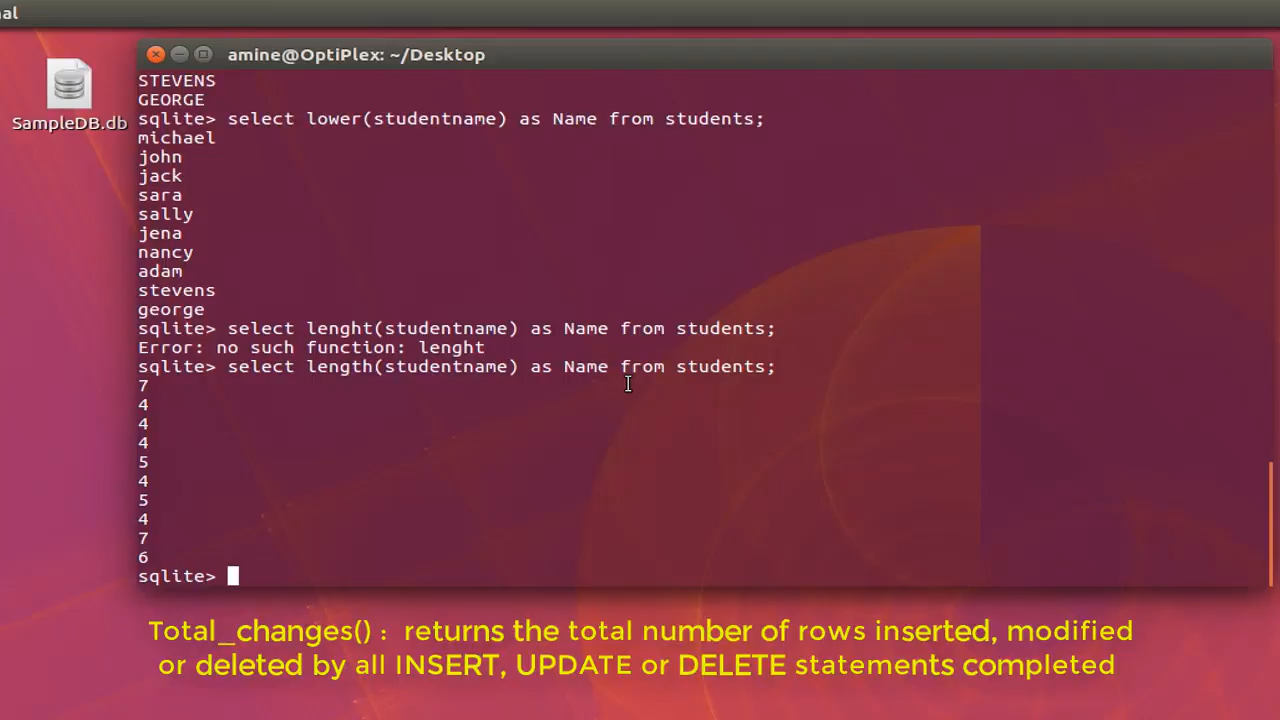 al
amine@OptiPlex: ~/Desktop
SampleDB.db
STEVENS
GEORGE
sqlite> select lower(studentname) as Name from students;
michael
john
jack
sara
sally
jena
nancy
adam
stevens
george
sqlite> select lenght(studentname) as Name from students;
Error: no such function: lenght
sqlite> select length(studentname) as Name from students;
7
4
4
4
5
4
5
4
7
6
sqlite>
Total_changes() : returns the total number of rows inserted, modified
or deleted by all INSERT, UPDATE or DELETE statements completed